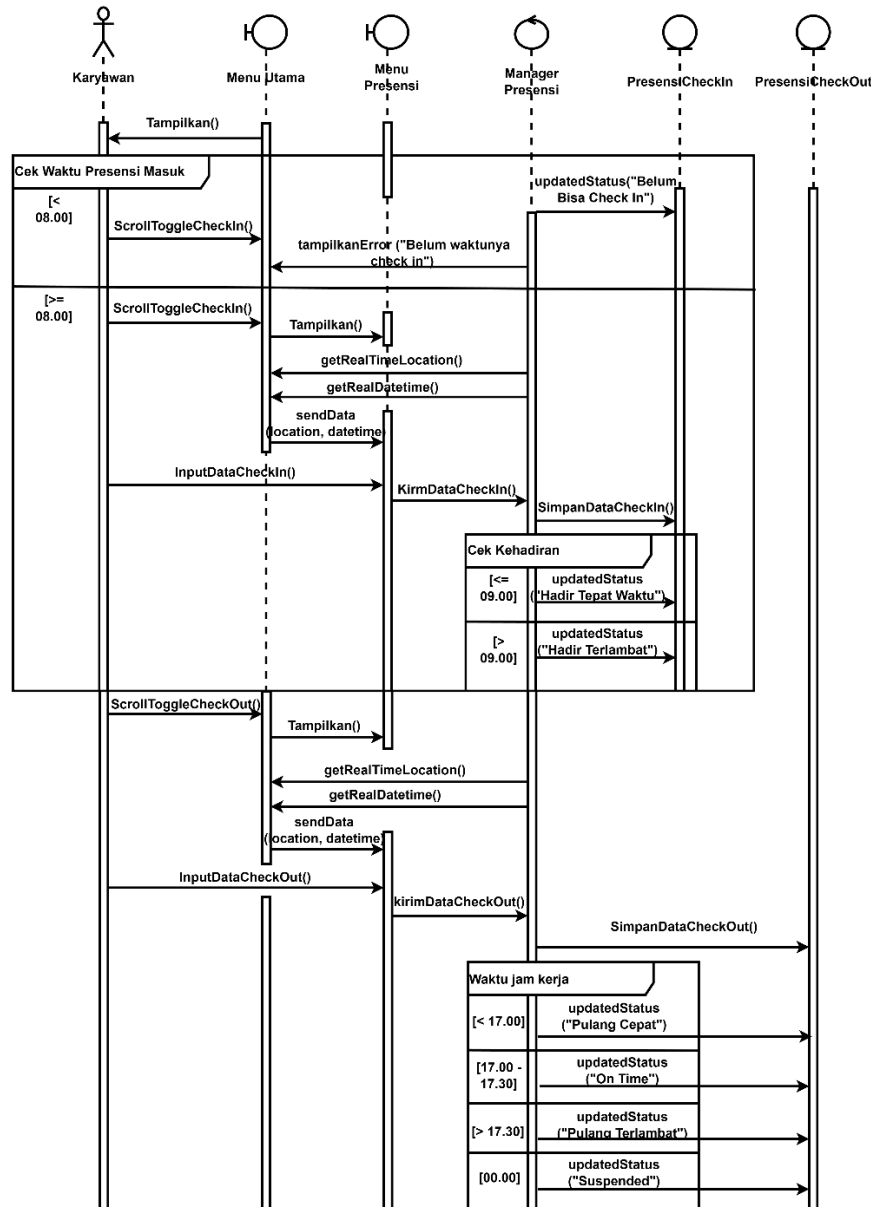 Karyawan
Menu Utama
Menu
Presensi
Manager
Presensi
PresensiCheckIn
PresensiCheckOut
Tampilkan()
Cek Waktu Presensi Masuk
[<
08.00]
updatedStatus("Belum
Bisa Check In")
ScrollToggleCheckIn()
tampilkanError ("Belum waktunya
check in")
[>=
08.00]
ScrollToggleCheckIn()
Tampilkan()
getRealTimeLocation()
getRealDatetime()
sendData
(location, datetime)
InputDataCheckIn()
KirmDataCheckIn()
SimpanDataCheckIn()
Cek Kehadiran
[<=
09.00]
updatedStatus
("Hadir Tepat Waktu")
[>
09.00]
updatedStatus
("Hadir Terlambat")
ScrollToggleCheckOut()
Tampilkan()
getRealTimeLocation()
getRealDatetime()
sendData
(location, datetime)
InputDataCheckOut()
kirimDataCheckOut()
SimpanDataCheckOut()
Waktu jam kerja
[< 17.00]
updatedStatus
("Pulang Cepat")
[17.00 -
17.30]
updatedStatus
("On Time")
[> 17.30]
updatedStatus
("Pulang Terlambat")
[00.00]
updatedStatus
("Suspended")